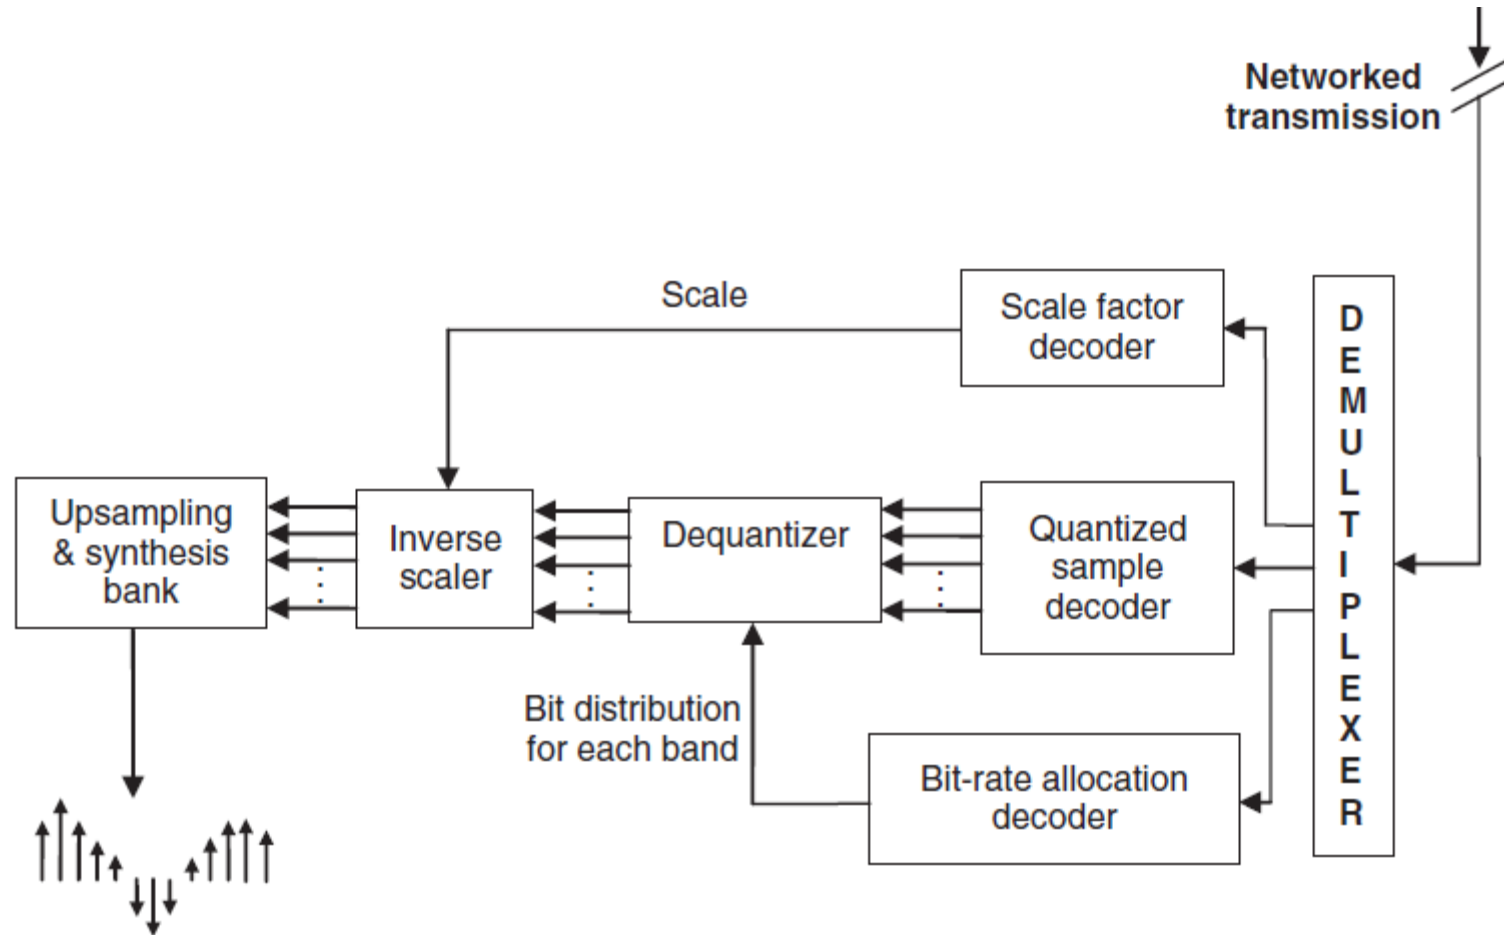 Networked
transmission
Scale
Scale factor
decoder
DEMULTIPLEXER
Upsampling
& synthesis
bank
Inverse
scaler
Dequantizer
Quantized
sample
decoder
Bit distribution
for each band
Bit-rate allocation
decoder